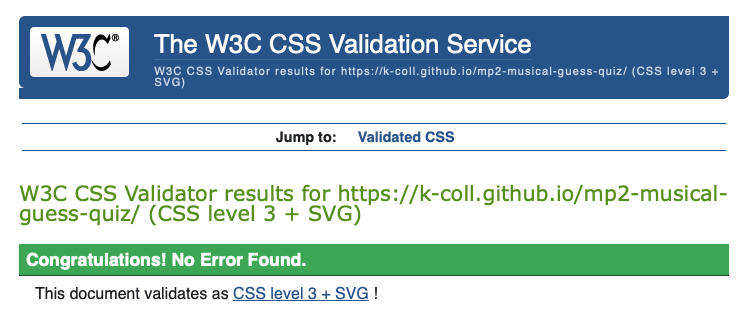 W3C®
The W3C CSS Validation Service
W3C CSS Validator results for https://k-coll.github.io/mp2-musical-guess-quiz/ (CSS level 3 +
SVG)
Jump to: Validated CSS
W3C CSS Validator results for https://k-coll.github.io/mp2-musical-
guess-quiz/ (CSS level 3 + SVG)
Congratulations! No Error Found.
This document validates as CSS level 3 + SVG !